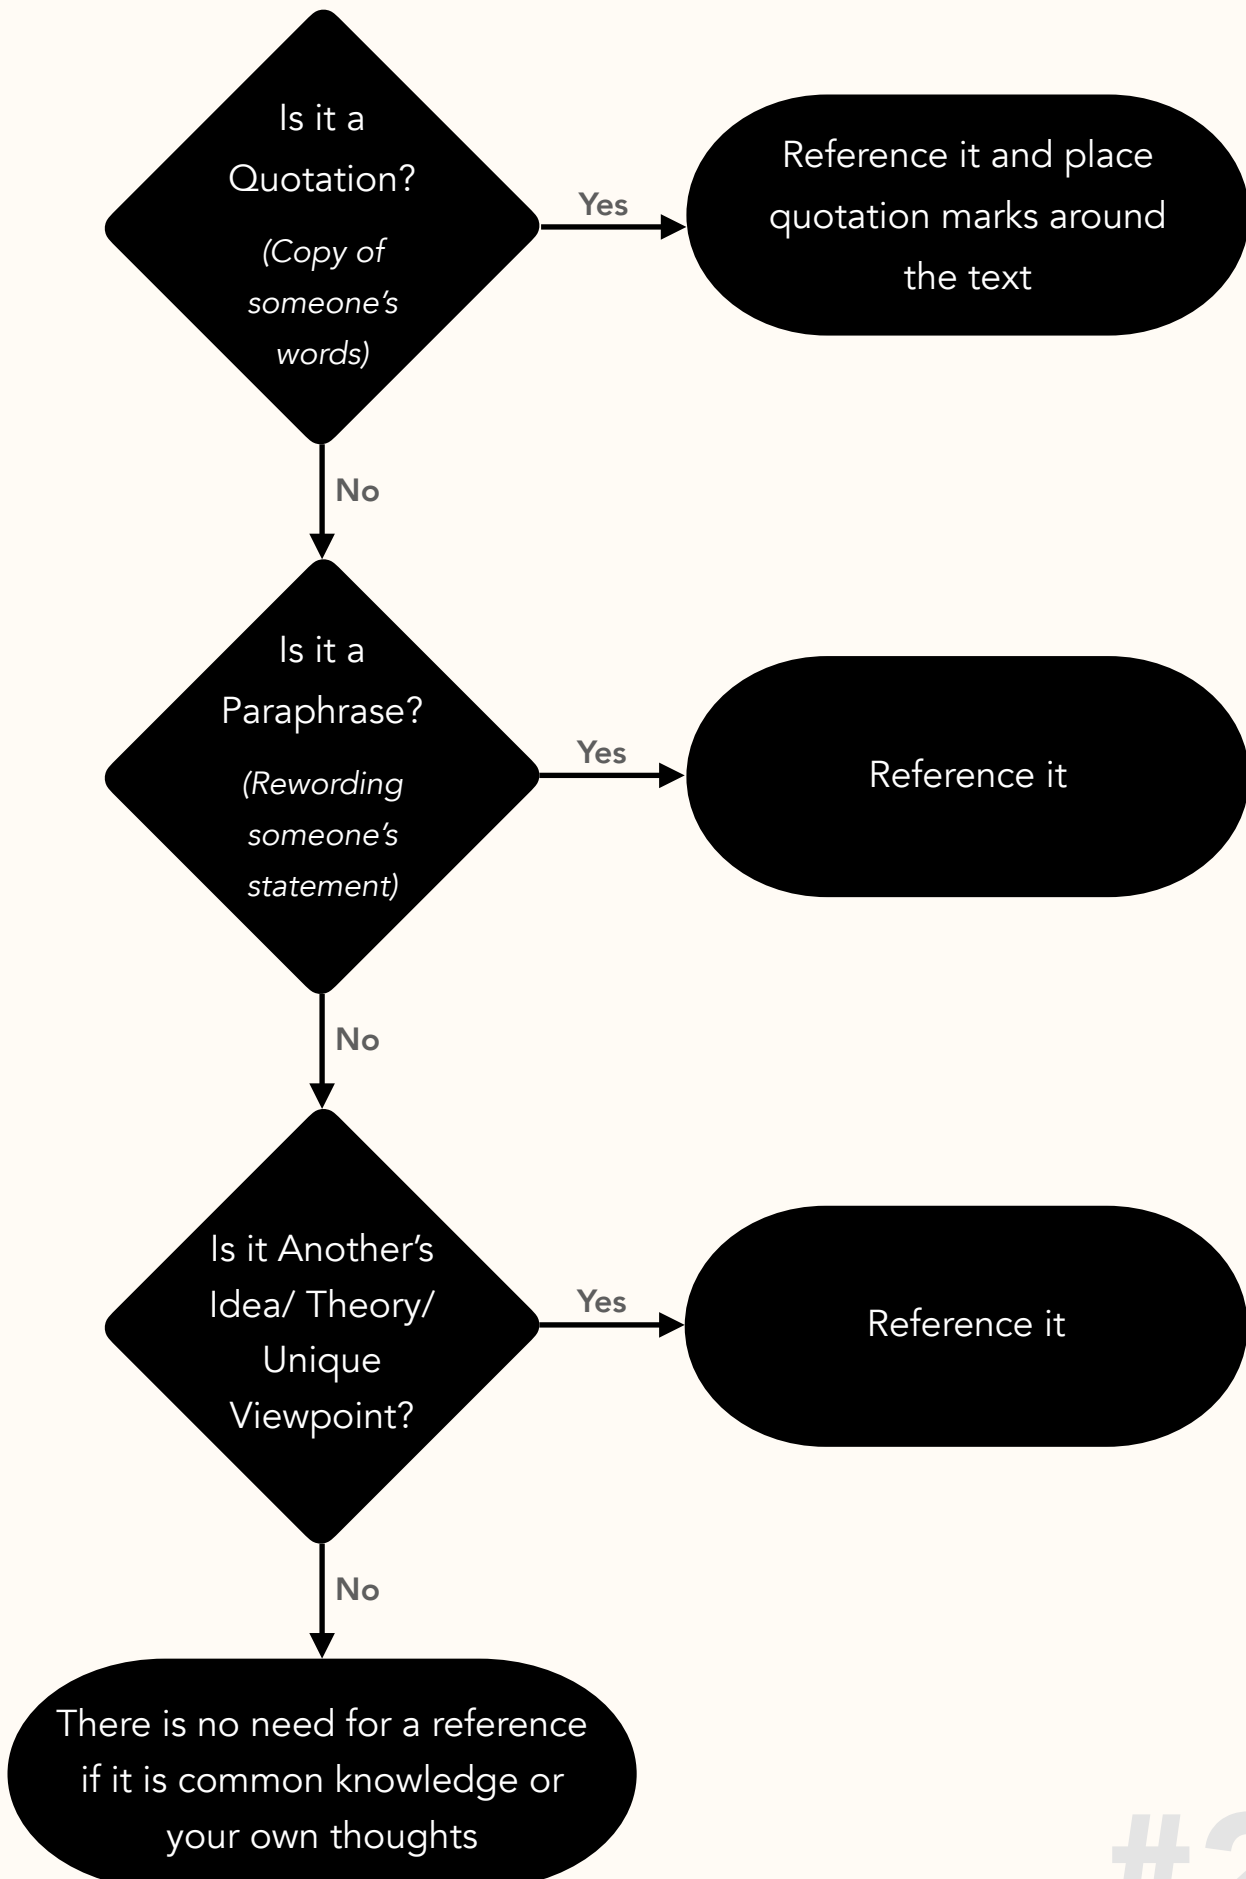 Is it a
Quotation?
(Copy of
someone's
words)
Yes
Reference it and place
quotation marks around
the text
No
Is it a
Paraphrase?
(Rewording
someone's
statement)
Yes
Reference it
No
Is it Another's
Idea/ Theory/
Unique
Viewpoint?
Yes
Reference it
No
There is no need for a reference
if it is common knowledge or
your own thoughts